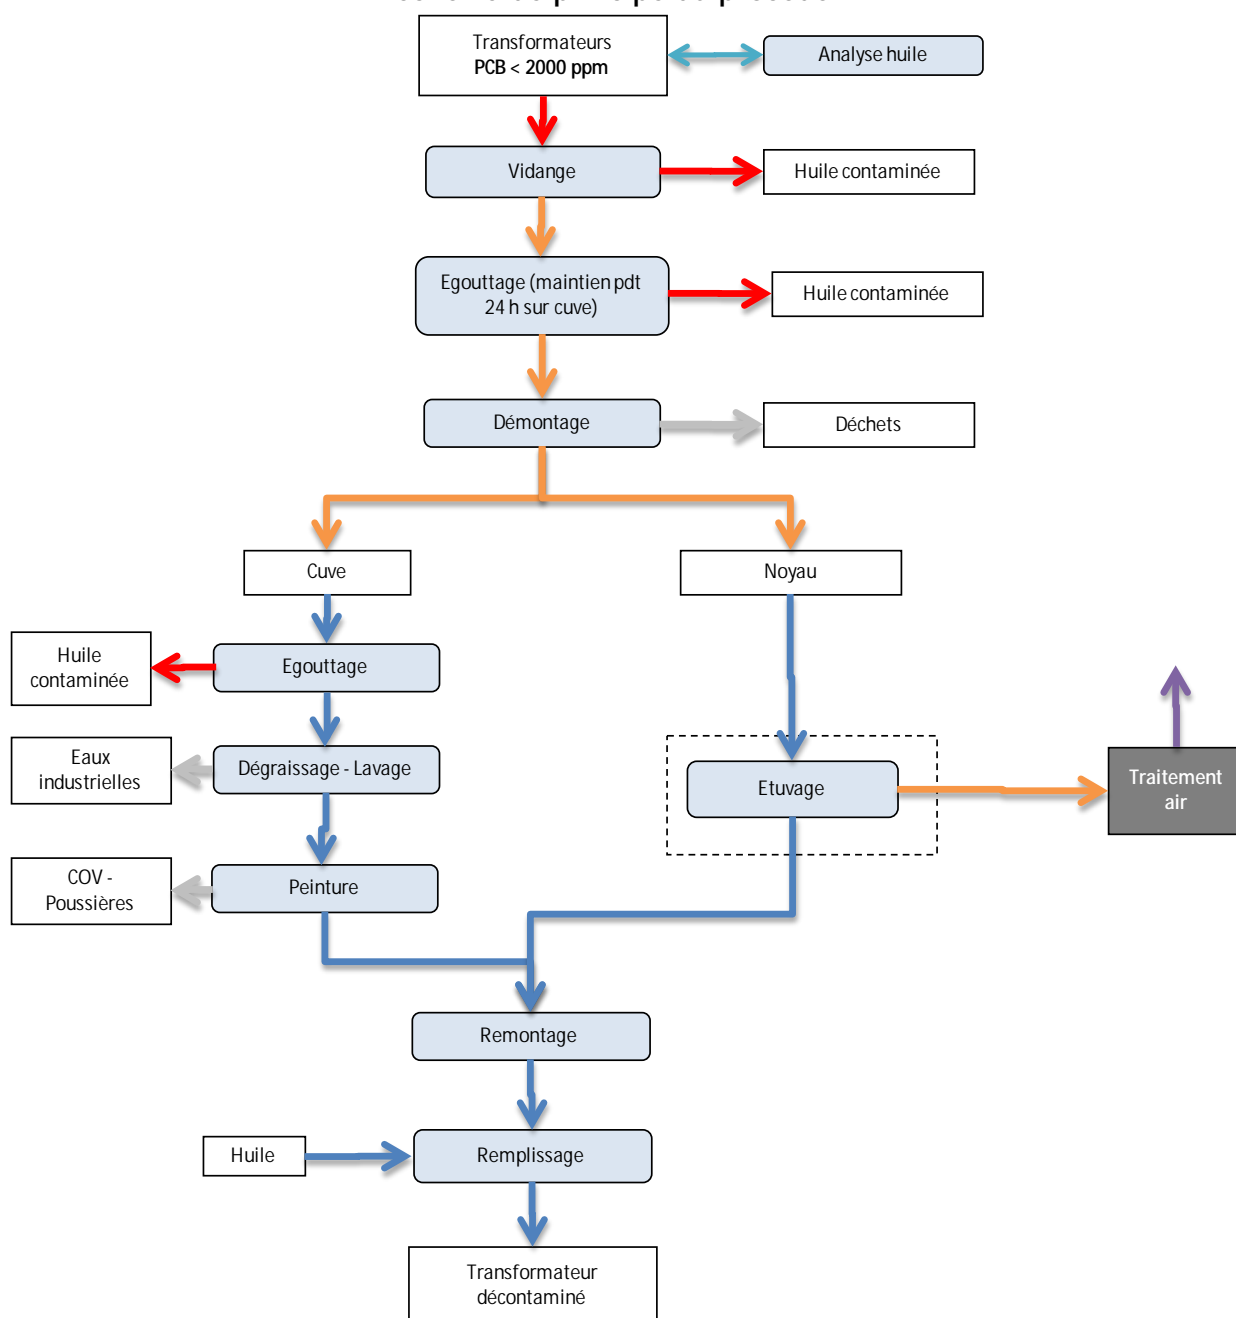 Transformateurs
PCB < 2000 ppm
Analyse huile
Vidange
Huile contaminée
Egouttage (maintien pdt
24 h sur cuve)
Huile contaminée
Démontage
Déchets
Cuve
Noyau
Huile
contaminée
Egouttage
Eaux
industrielles
Dégraissage - Lavage
Etuvage
Traitement
air
COV -
Poussières
Peinture
Remontage
Huile
Remplissage
Transformateur
décontaminé